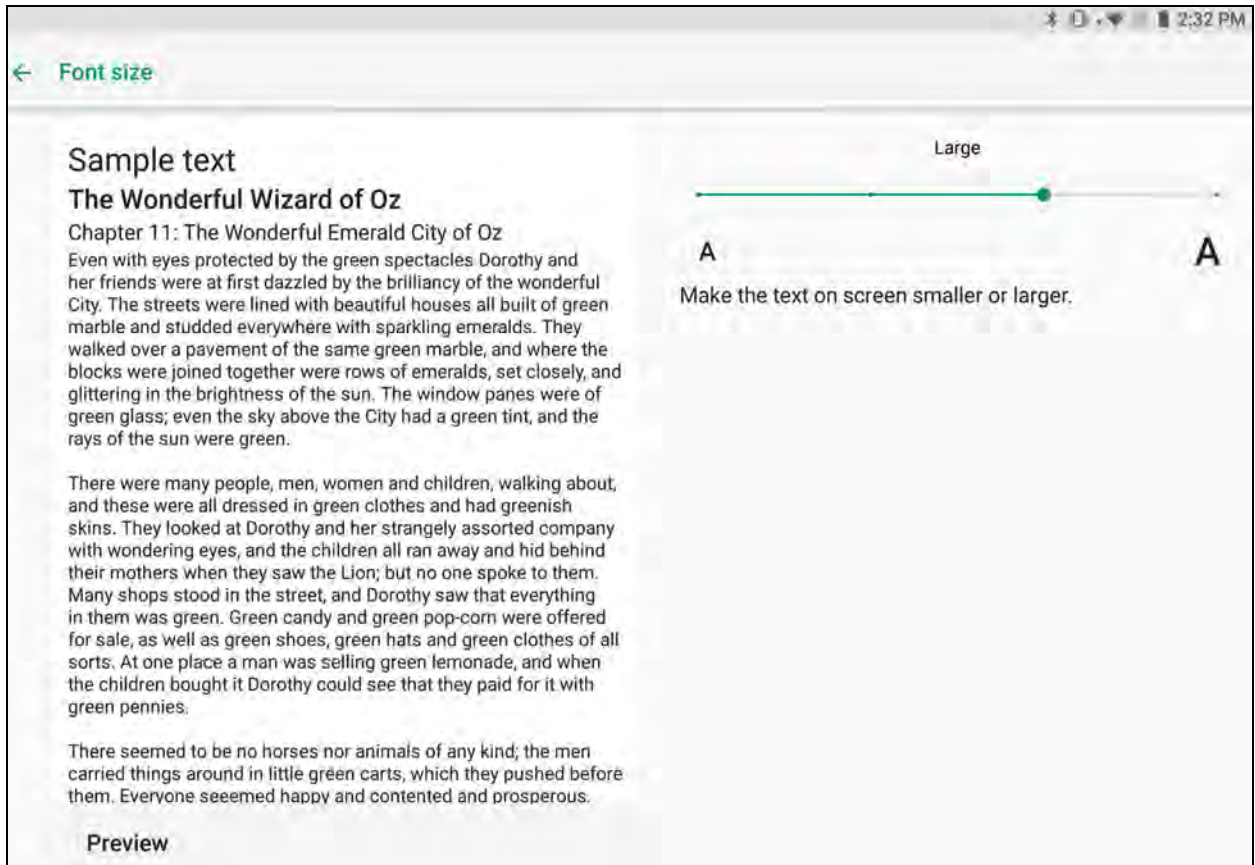 2:32 PM
Font size
Sample text
The Wonderful Wizard of Oz
Chapter 11: The Wonderful Emerald City of Oz
Even with eyes protected by the green spectacles Dorothy and
her friends were at first dazzled by the brilliancy of the wonderful
City. The streets were lined with beautiful houses all built of green
marble and studded everywhere with sparkling emeralds. They
walked over a pavement of the same green marble, and where the
blocks were joined together were rows of emeralds, set closely, and
glittering in the brightness of the sun. The window panes were of
green glass; even the sky above the City had a green tint, and the
rays of the sun were green.
There were many people, men, women and children, walking about,
and these were all dressed in green clothes and had greenish
skins. They looked at Dorothy and her strangely assorted company
with wondering eyes, and the children all ran away and hid behind
their mothers when they saw the Lion; but no one spoke to them.
Many shops stood in the street, and Dorothy saw that everything
in them was green. Green candy and green pop-corn were offered
for sale, as well as green shoes, green hats and green clothes of all
sorts. At one place a man was selling green lemonade, and when
the children bought it Dorothy could see that they paid for it with
green pennies.
There seemed to be no horses nor animals of any kind; the men
carried things around in little green carts, which they pushed before
them. Everyone seeemed happy and contented and prosperous.
Preview
Large
A A
Make the text on screen smaller or larger.